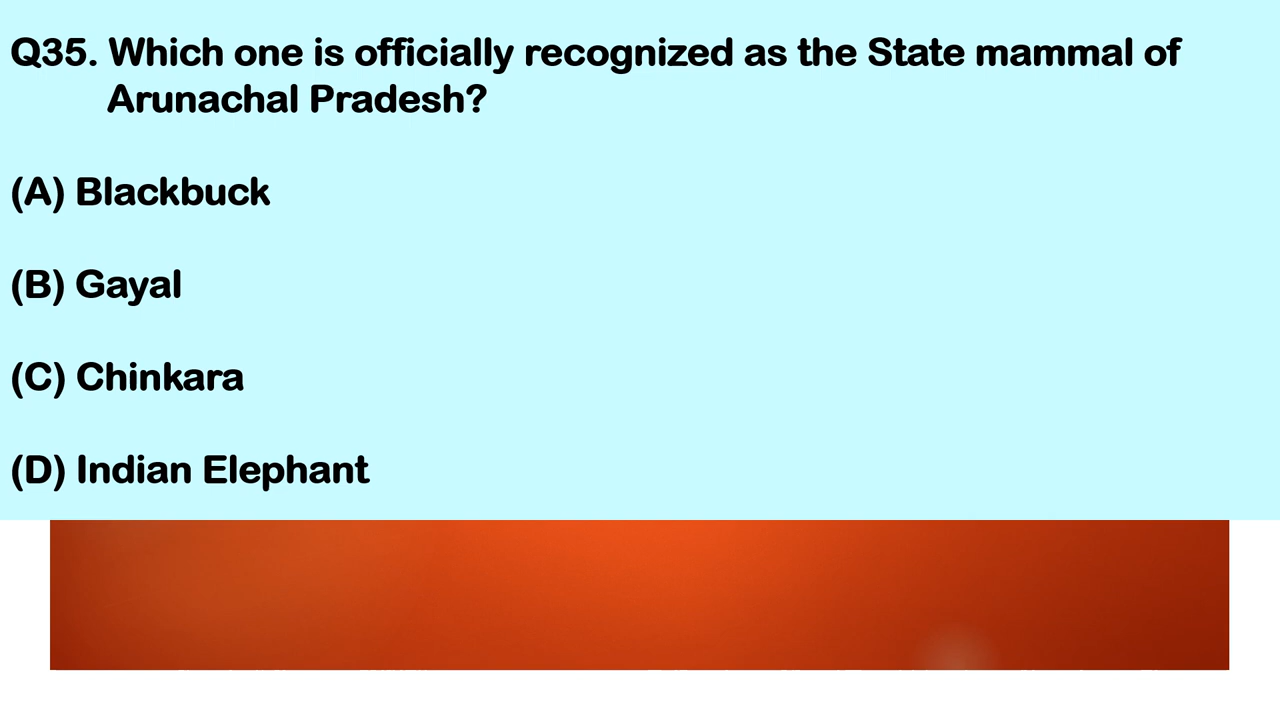 Q35. Which one is officially recognized as the State mammal of
Arunachal Pradesh?
(A) Blackbuck
(B) Gayal
(C) Chinkara
(D) Indian Elephant